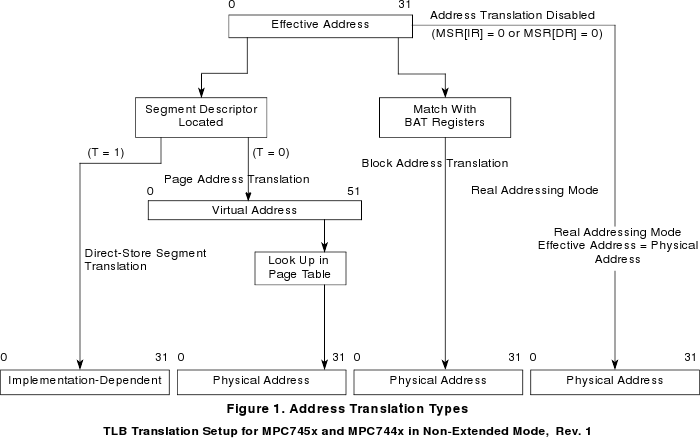 0 31
Effective Address
Address Translation Disabled
(MSR[IR] = 0 or MSR[DR] = 0)
Segment Descriptor
Located
Match With
BAT Registers
(T = 1)
(T = 0)
Block Address Translation
Page Address Translation
Real Addressing Mode
0 51
Virtual Address
Real Addressing Mode
Effective Address = Physical
Address
Direct-Store Segment
Translation
Look Up in
Page Table
0 31 0 31 0 31 0 31
Implementation-Dependent Physical Address Physical Address Physical Address
Figure 1. Address Translation Types
TLB Translation Setup for MPC745x and MPC744x in Non-Extended Mode, Rev. 1